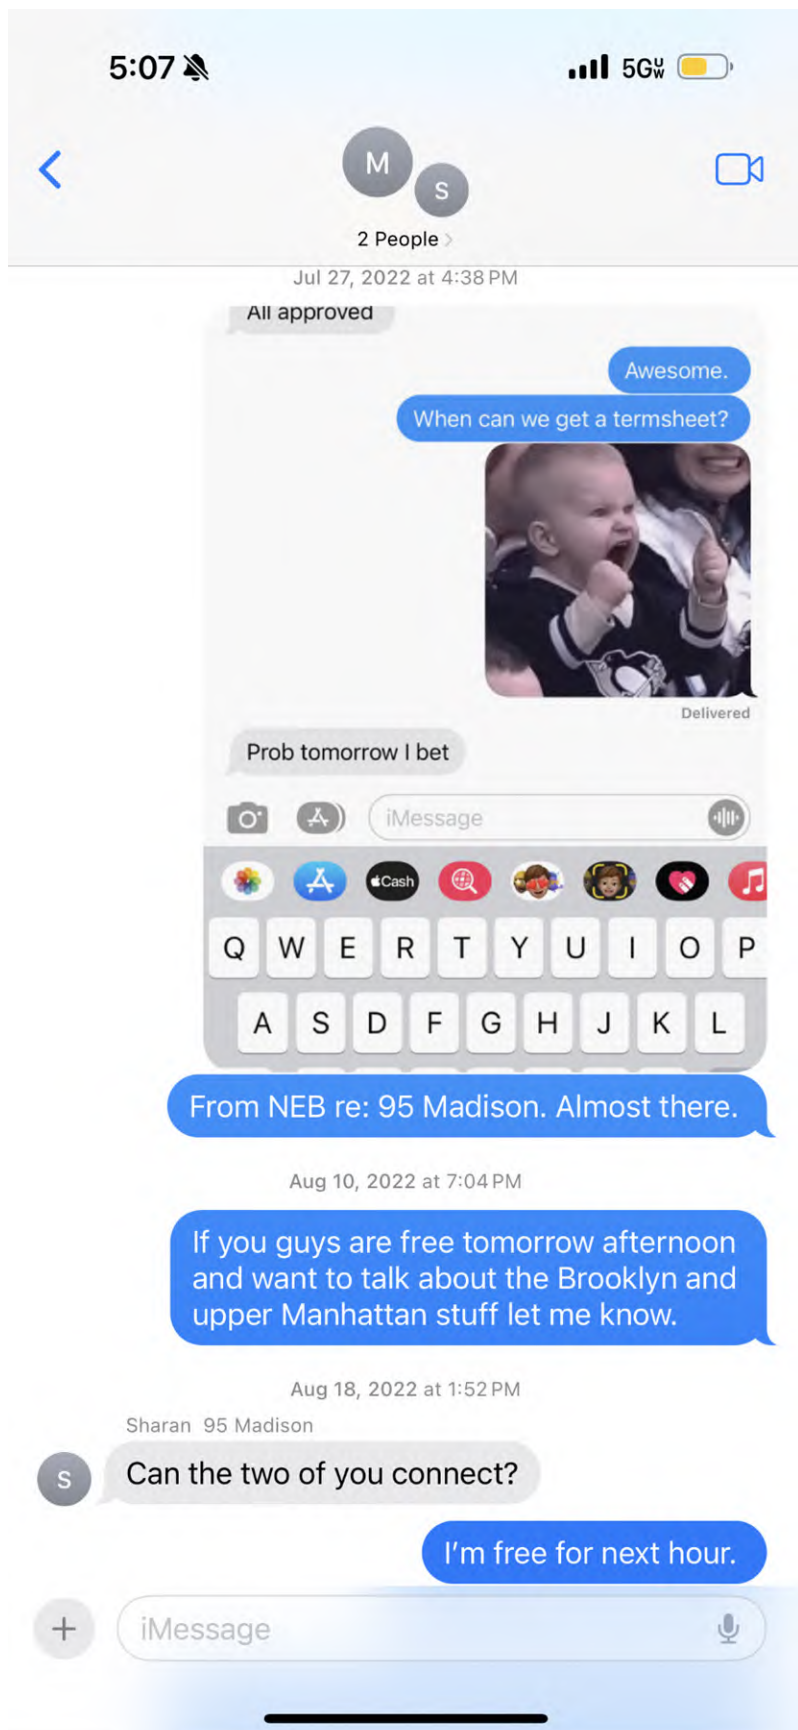 5:07
5GUW
M
S
2 People
Jul 27, 2022 at 4:38 PM
All approved
Awesome.
When can we get a termsheet?
Delivered
Prob tomorrow I bet
iMessage
Cash
Q W E R T Y U I O P
A S D F G H J K L
From NEB re: 95 Madison. Almost there.
Aug 10, 2022 at 7:04 PM
If you guys are free tomorrow afternoon
and want to talk about the Brooklyn and
upper Manhattan stuff let me know.
Aug 18, 2022 at 1:52 PM
Sharan 95 Madison
S
Can the two of you connect?
I'm free for next hour.
iMessage